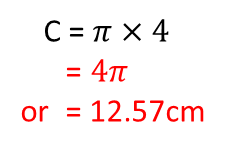 C = π × 4
= 4π
or = 12.57cm